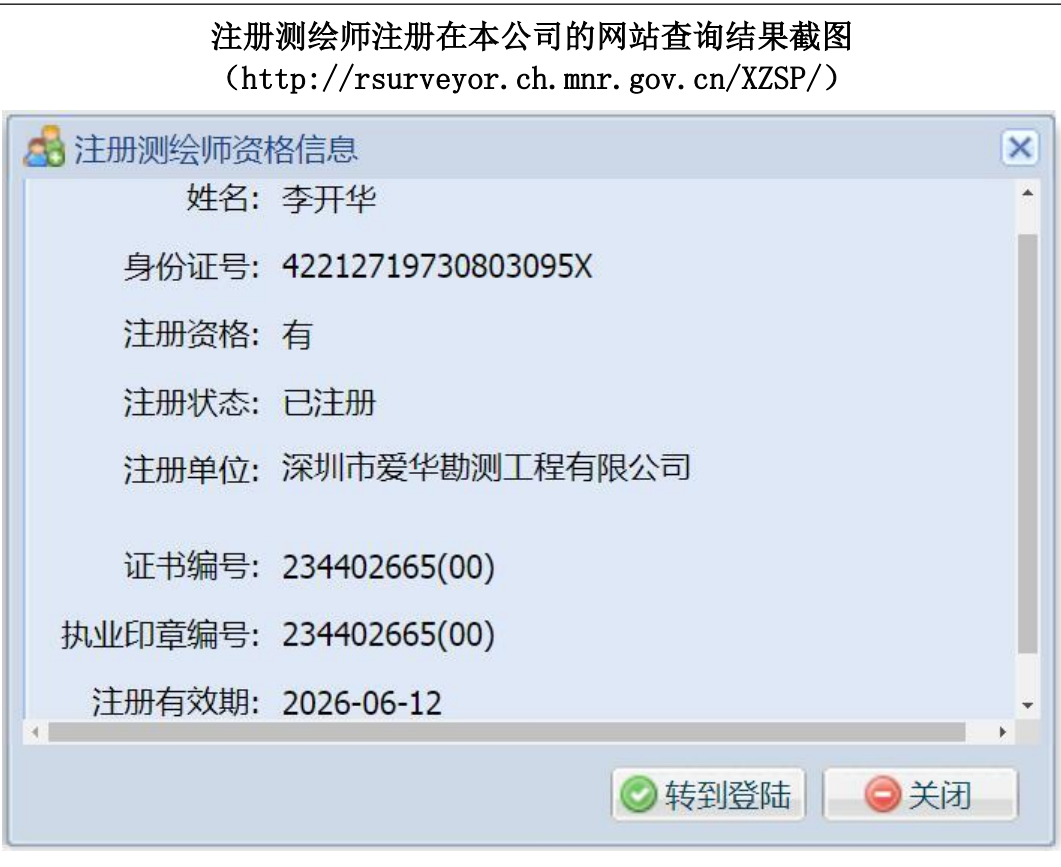 注册测绘师注册在本公司的网站查询结果截图
（http://rsurveyor.ch.mnr.gov.cn/XZSP/）
注册测绘师资格信息
姓名: 李开华
身份证号: 42212719730803095X
注册资格: 有
注册状态: 已注册
注册单位: 深圳市爱华勘测工程有限公司
证书编号: 234402665(00)
执业印章编号: 234402665(00)
注册有效期: 2026-06-12
转到登陆 关闭